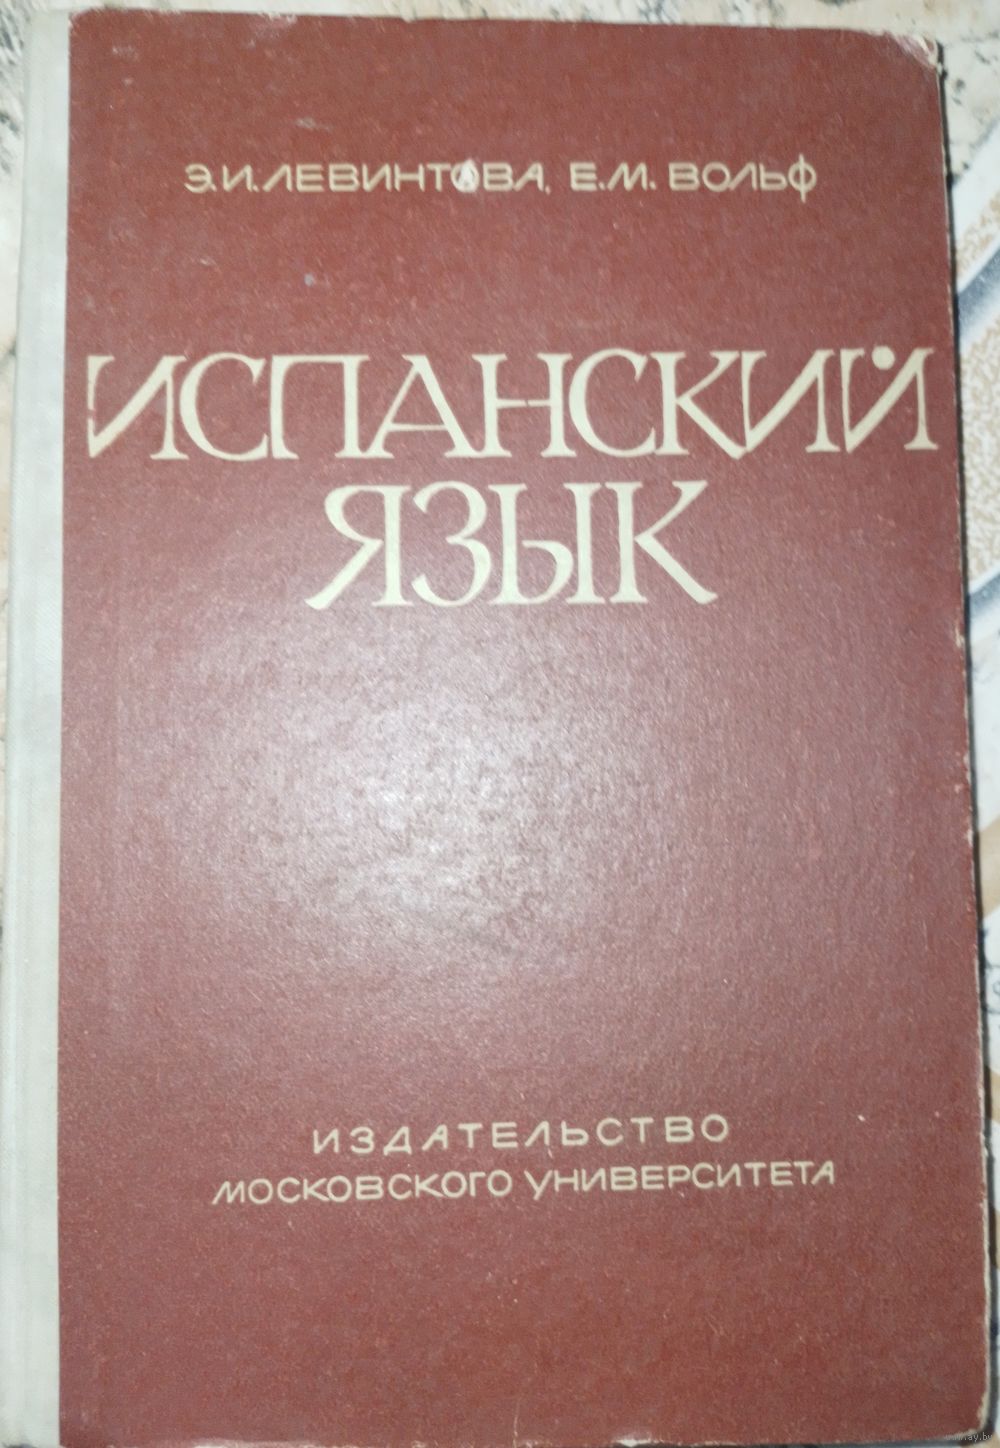 Э.И.ЛЕВИНТОВА, Е.М. ВОЛЬФ
ИСПАНСКИЙ
ЯЗЫК
ИЗДАТЕЛЬСТВО
МОСКОВСКОГО УНИВЕРСИТЕТА